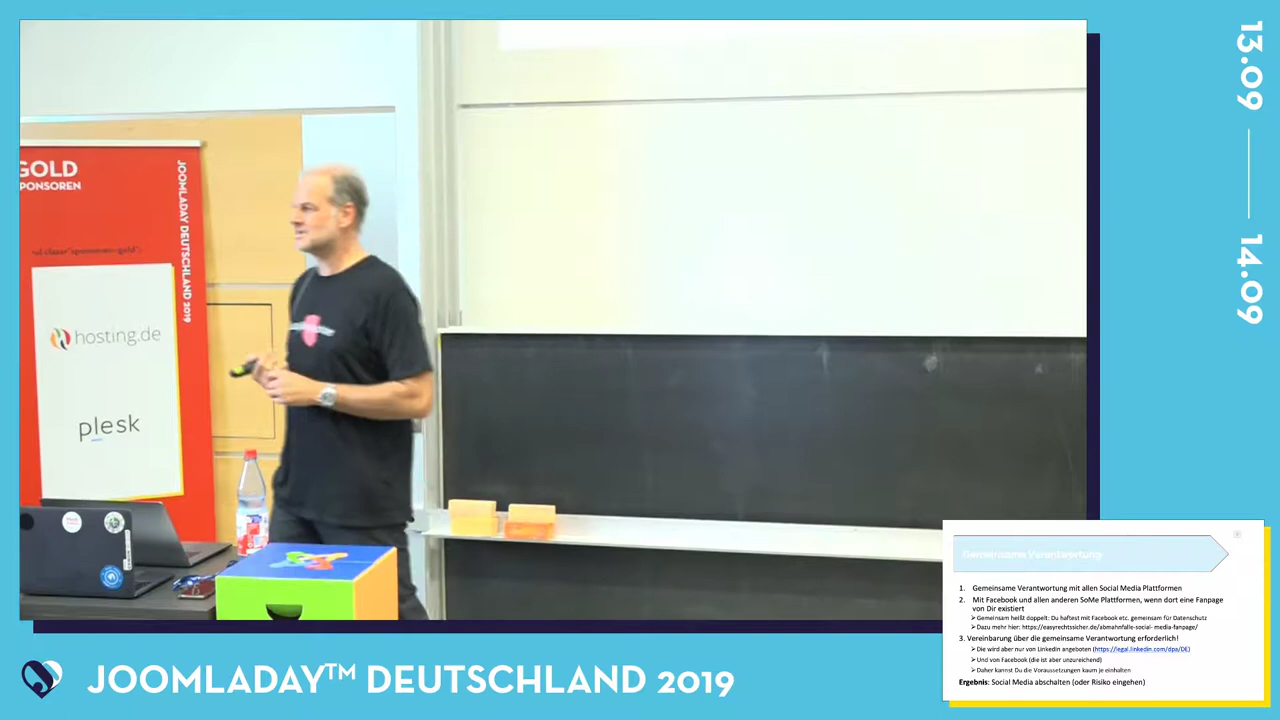 GOLD
PONSOREN
JOOMLADAY DEUTSCHLAND 2019
hosting.de
plesk
13.09
14.09
Gemeinsame Verantwortung
1. Gemeinsame Verantwortung mit allen Social Media Plattformen
2. Mit Facebook und allen anderen SoMe Plattformen, wenn dort eine Fanpage
von Dir existiert
➤ Gemeinsam heißt doppelt: Du haftest mit Facebook etc. gemeinsam für Datenschutz
➤ Dazu mehr hier: https://easyrechtssicher.de/abmahnfalle-social- media-fanpage/
3. Vereinbarung über die gemeinsame Verantwortung erforderlich!
➤ Die wird aber nur von LinkedIn angeboten (https://legal.linkedin.com/dpa/DE)
➤ Und von Facebook (die ist aber unzureichend)
➤ Daher kannst Du die Voraussetzungen kaum je einhalten
Ergebnis: Social Media abschalten (oder Risiko eingehen)
JOOMLADAY™ DEUTSCHLAND 2019